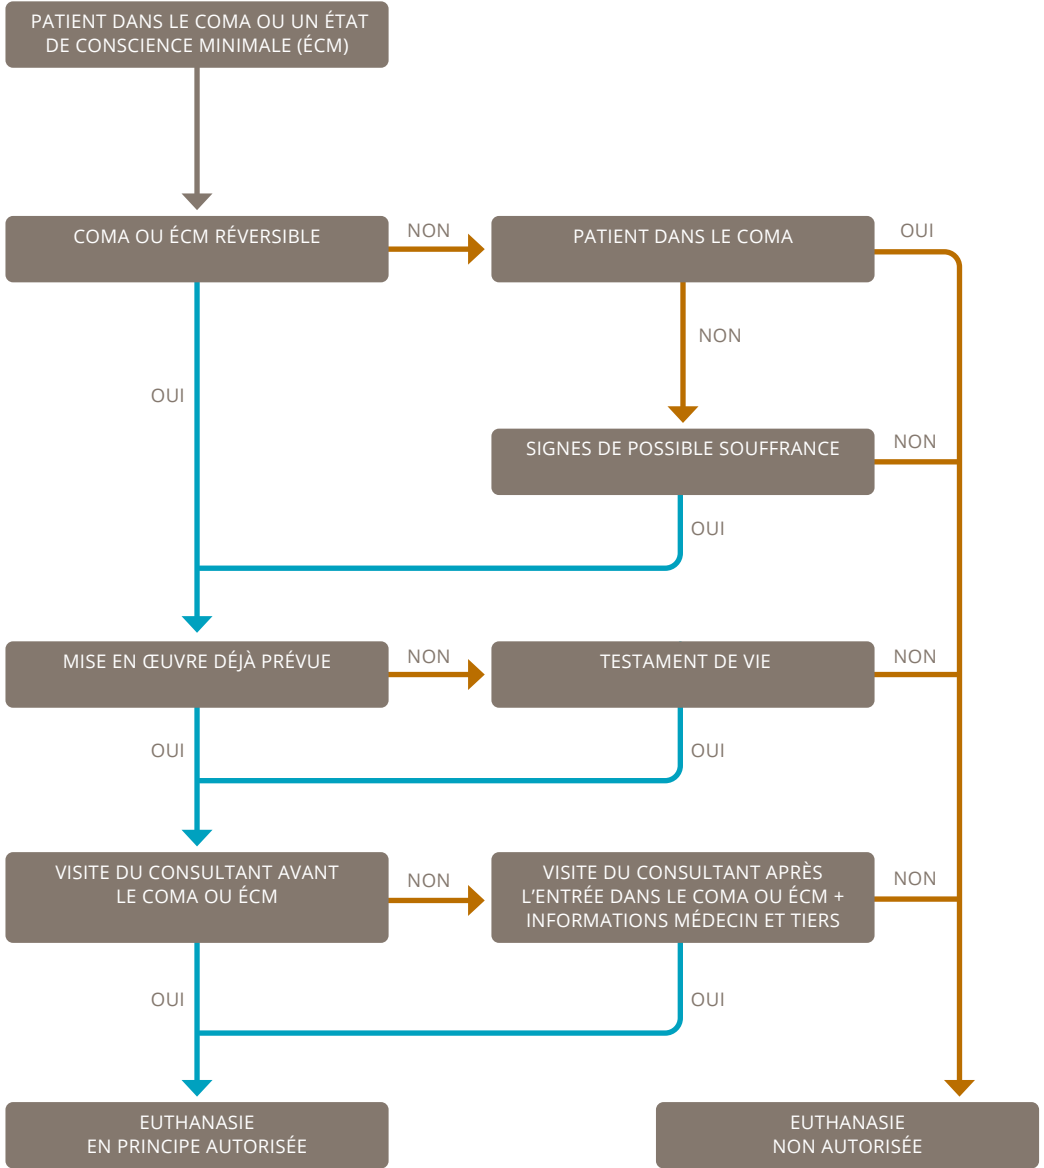 PATIENT DANS LE COMA OU UN ÉTAT
DE CONSCIENCE MINIMALE (ÉCM)
COMA OU ÉCM RÉVERSIBLE
NON
PATIENT DANS LE COMA
OUI
NON
OUI
SIGNES DE POSSIBLE SOUFFRANCE
NON
OUI
MISE EN ŒUVRE DÉJÀ PRÉVUE
NON
TESTAMENT DE VIE
NON
OUI
OUI
VISITE DU CONSULTANT AVANT
LE COMA OU ÉCM
NON
VISITE DU CONSULTANT APRÈS
L’ENTRÉE DANS LE COMA OU ÉCM +
INFORMATIONS MÉDECIN ET TIERS
NON
OUI
OUI
EUTHANASIE
EN PRINCIPE AUTORISÉE
EUTHANASIE
NON AUTORISÉE